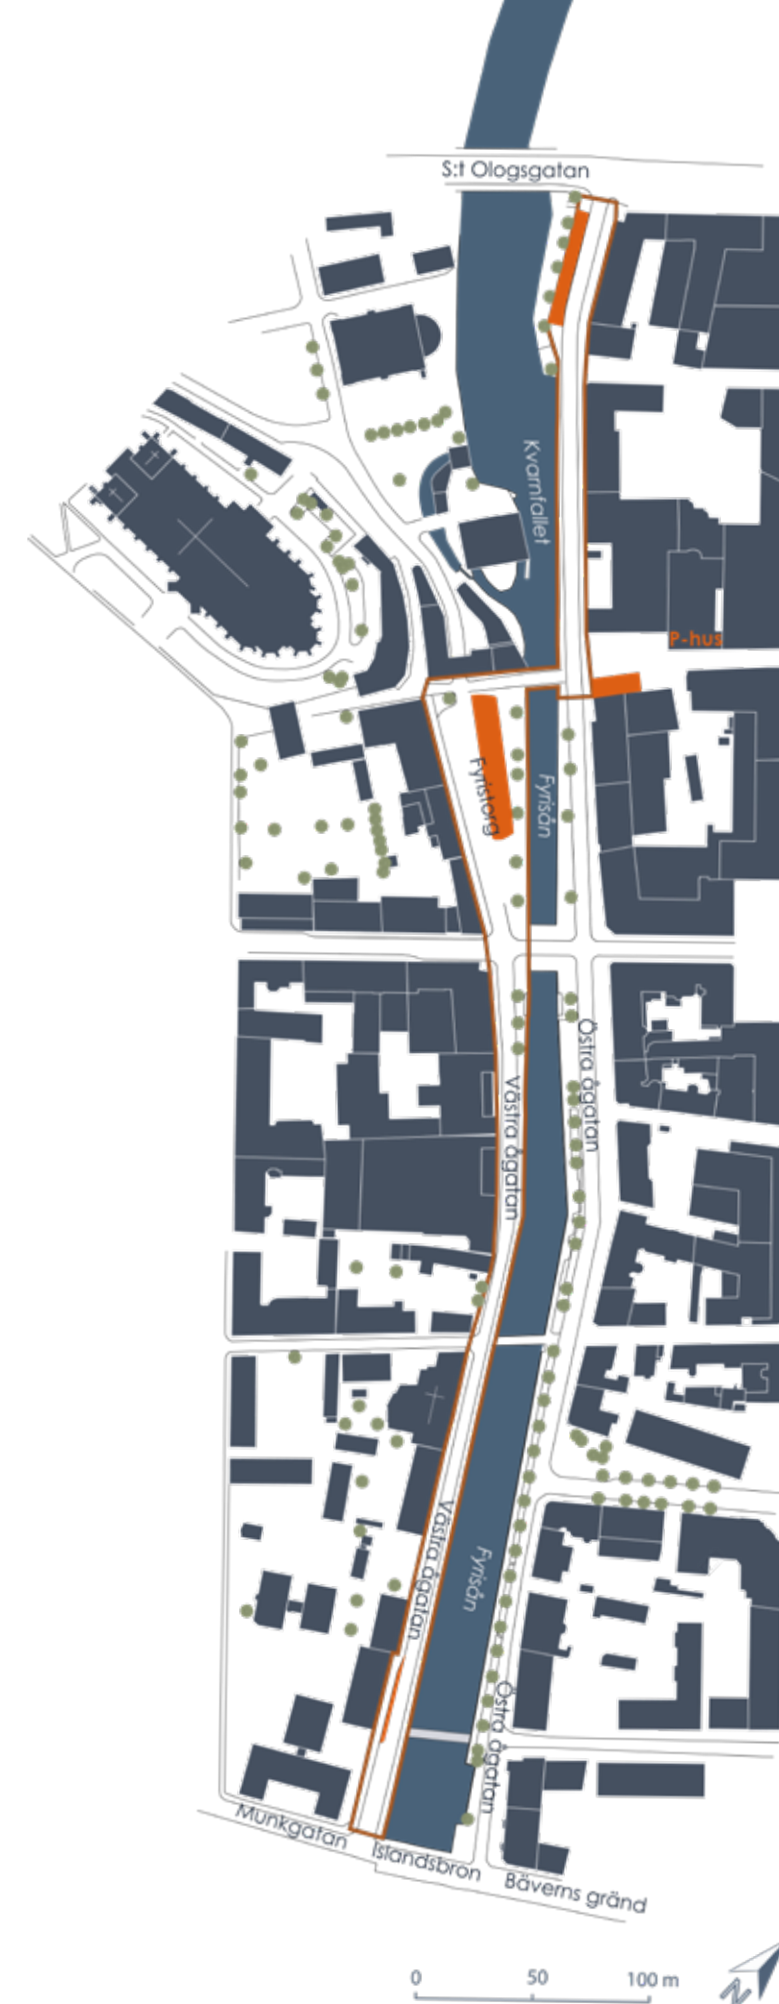 S:t Ologsgatan
Kvarnfallet
P-hus
Fyristorg
Fyrisån
Östra ågatan
Västra ågatan
Västra ågatan
Fyrisån
Östra ågatan
Munkgatan
Islandsbron
Bäverns gränd
0 50 100 m
N